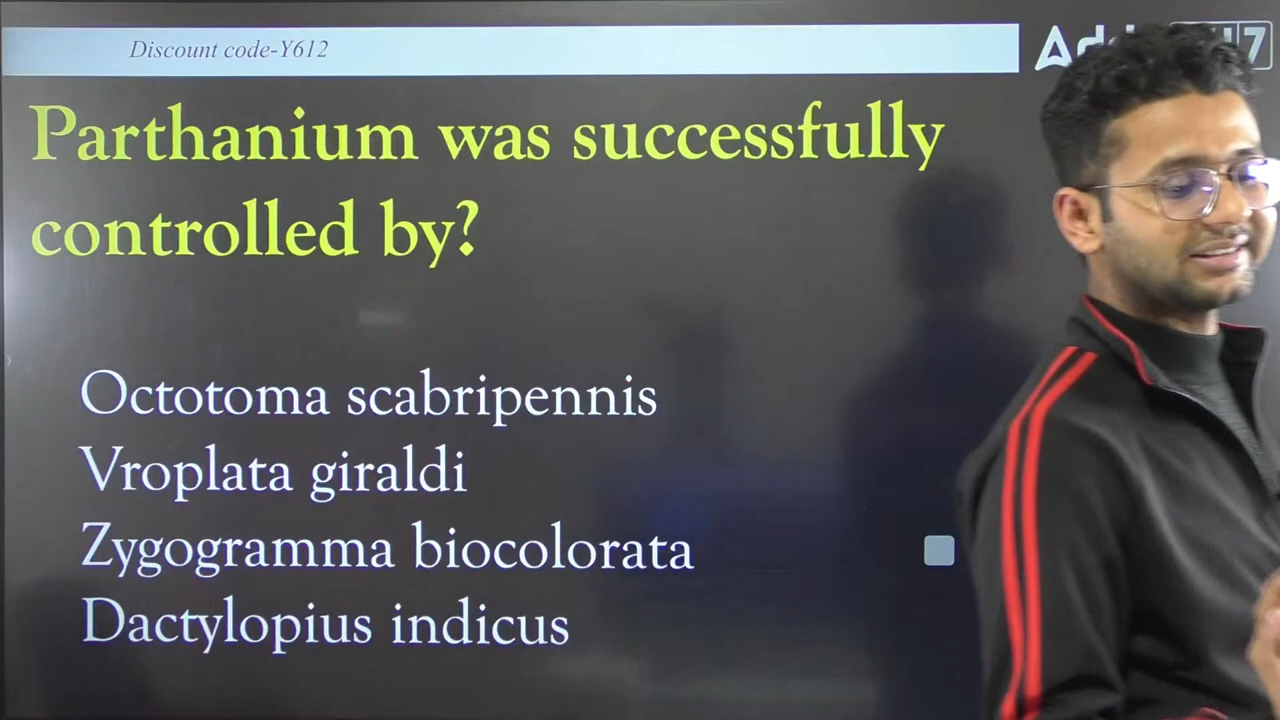 Discount code-Y612
Parthanium was successfully
controlled by?
Octotoma scabripennis
Vroplata giraldi
Zygogramma biocolorata
Dactylopius indicus